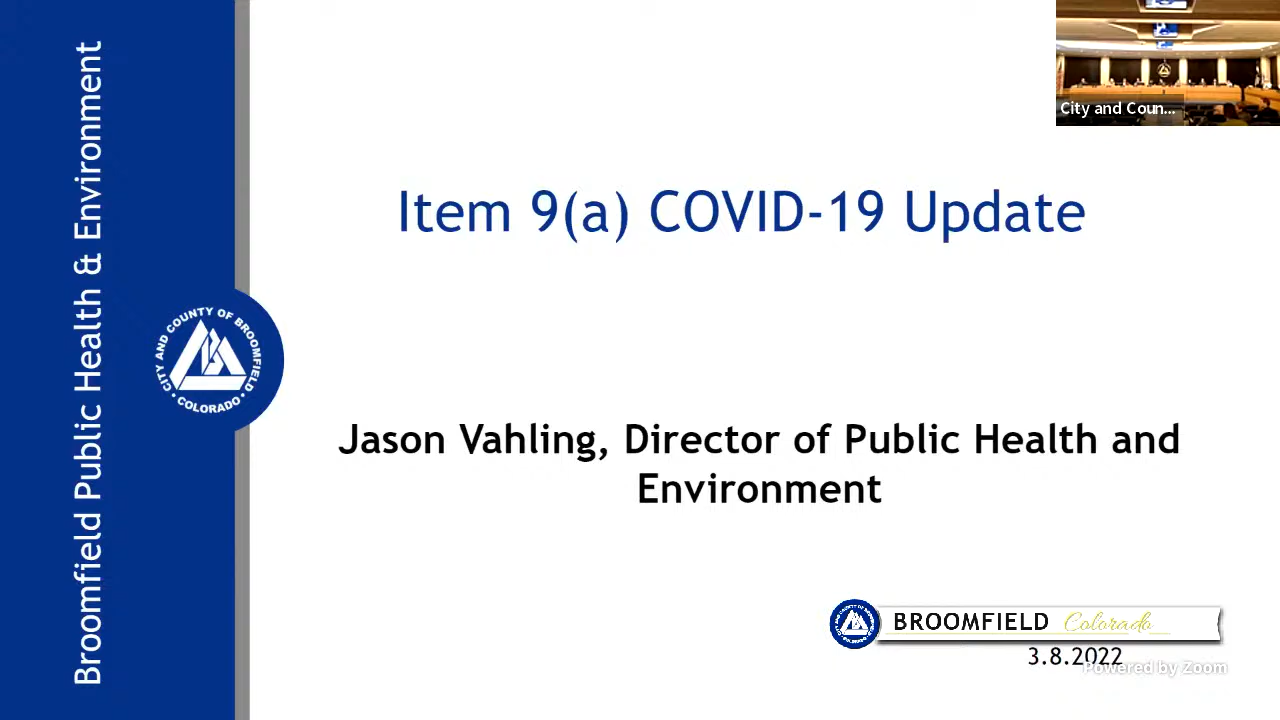 City and Coun...
Item 9(a) COVID-19 Update
Broomfield Public Health & Environment
CITY AND COUNTY OF BROOMFIELD
• COLORADO •
Jason Vahling, Director of Public Health and
Environment
BROOMFIELD Colorado
3.8.2022
Powered by Zoom